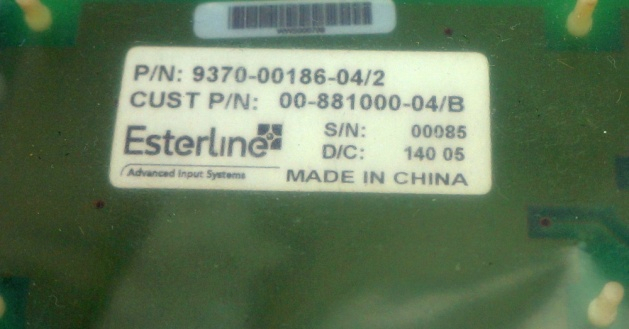 P/N: 9370-00186-04/2
CUST P/N: 00-881000-04/B
Esterline
S/N: 00085
D/C: 140 05
Advanced Input Systems
MADE IN CHINA